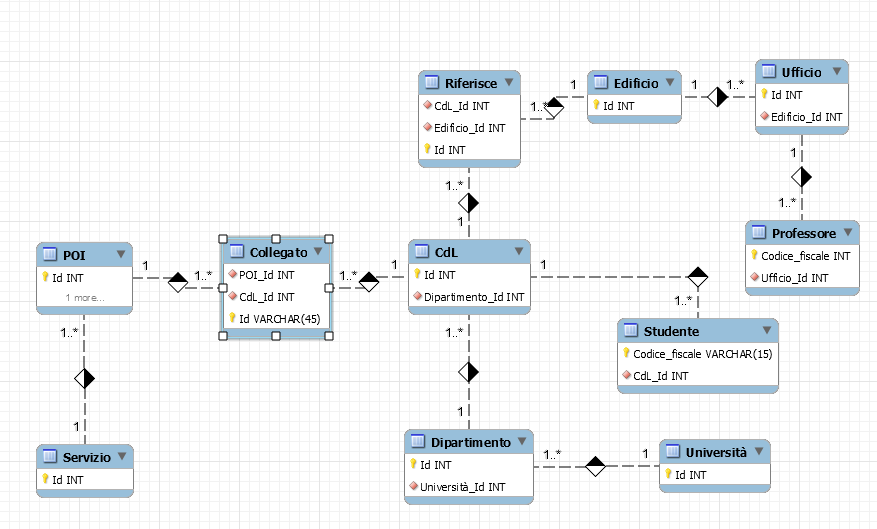 Riferisce
CdL_Id INT
Edificio_Id INT
Id INT
1..*
1
Edificio
Id INT
1
1..*
Ufficio
Id INT
Edificio_Id INT
1
1..*
Professore
Codice_fiscale INT
Ufficio_Id INT
1..*
1
POI
Id INT
1 more...
1
1..*
Collegato
POI_Id INT
CdL_Id INT
Id VARCHAR(45)
1..*
1
CdL
Id INT
Dipartimento_Id INT
1
1..*
Studente
Codice_fiscale VARCHAR(15)
CdL_Id INT
1..*
1
Servizio
Id INT
1..*
1
Dipartimento
Id INT
Università_Id INT
1..*
1
Università
Id INT